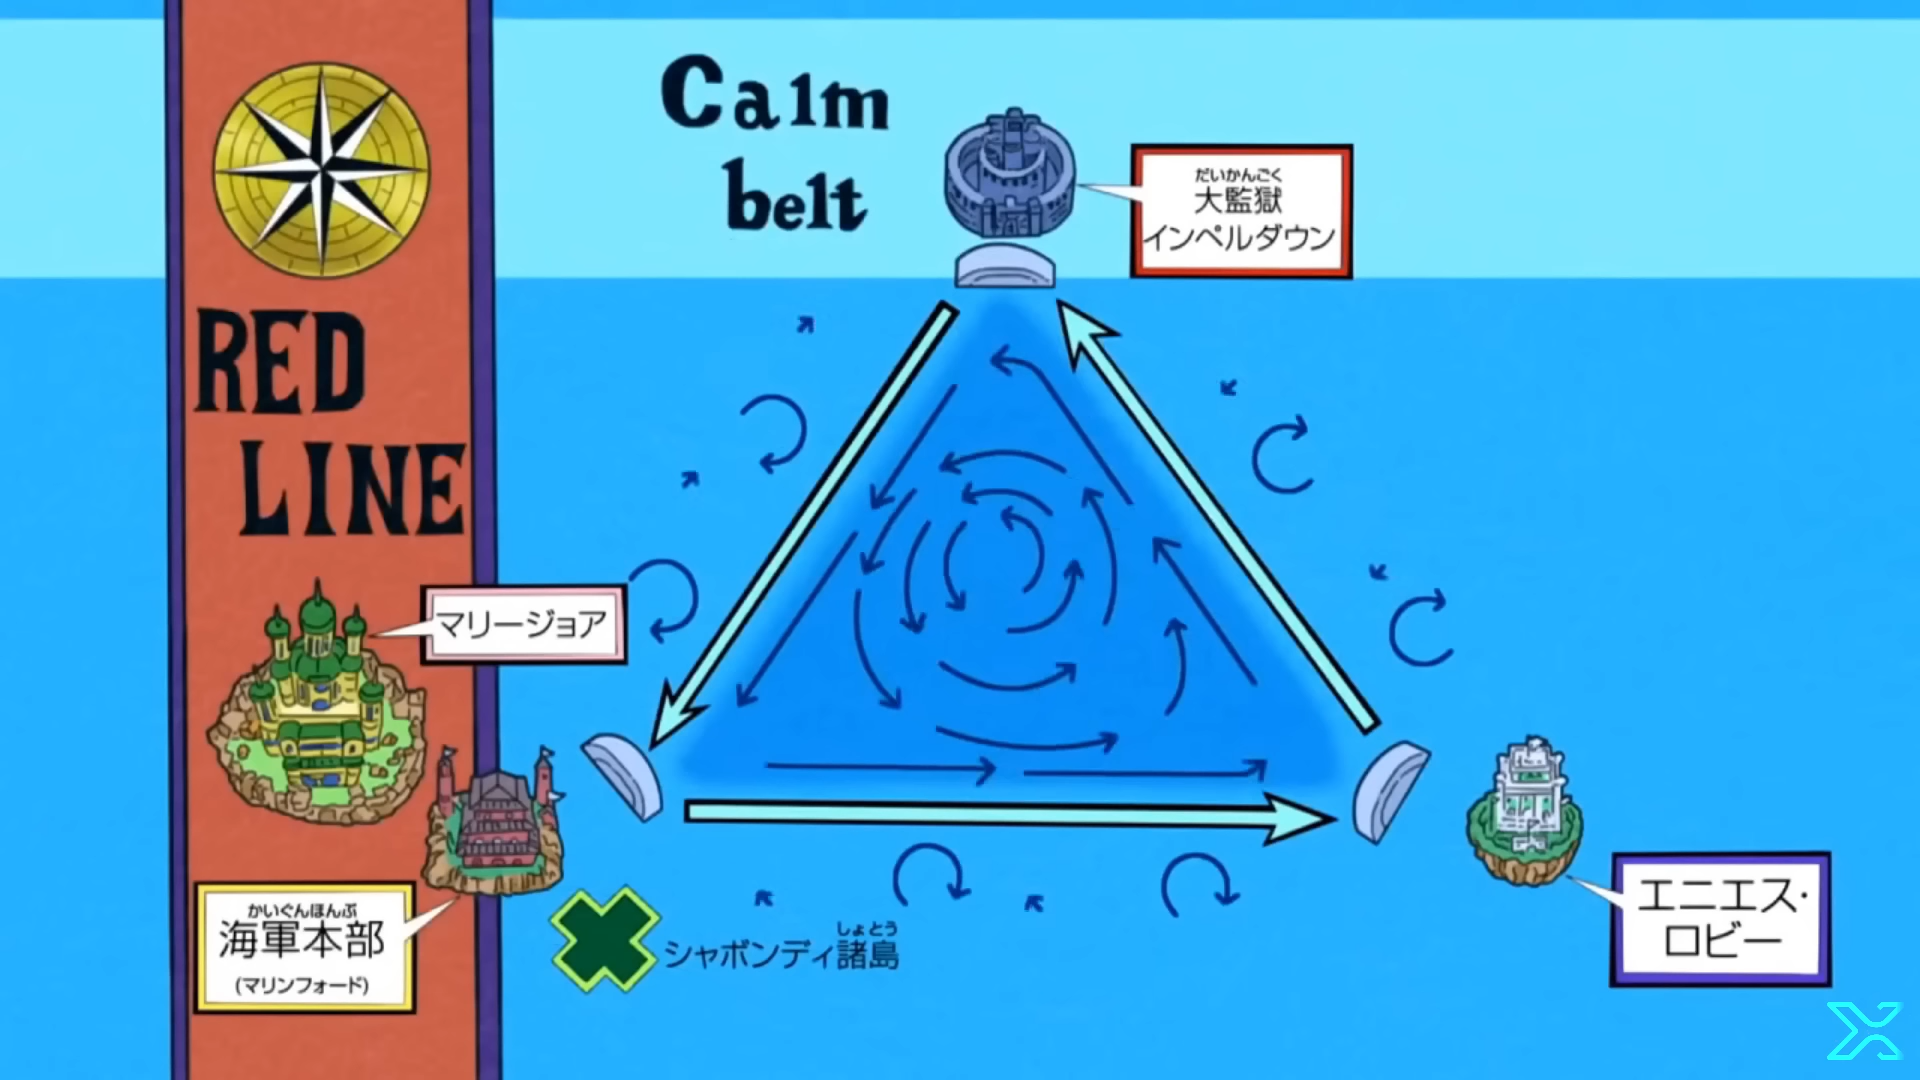 Calm
belt
だいかんごく
大監獄
インペルダウン
RED
LINE
マリージョア
かいぐんほんぶ
海軍本部
(マリンフォード)
しょとう
シャボンディ諸島
エニエス・
ロビー